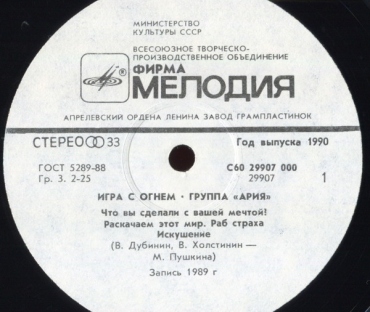 МИНИСТЕРСТВО
КУЛЬТУРЫ СССР
ВСЕСОЮЗНОЕ ТВОРЧЕСКО-
ПРОИЗВОДСТВЕННОЕ ОБЪЕДИНЕНИЕ
ФИРМА
МЕЛОДИЯ
АПРЕЛЕВСКИЙ ОРДЕНА ЛЕНИНА ЗАВОД ГРАМПЛАСТИНОК
СТЕРЕО 33
Год выпуска 1990
ГОСТ 5289-88
Гр. 3. 2-25
С60 29907 000
29907
1
ИГРА С ОГНЕМ · ГРУППА «АРИЯ»
Что вы сделали с вашей мечтой!
Раскачаем этот мир. Раб страха
Искушение
(В. Дубинин, В. Холстинин —
М. Пушкина)
Запись 1989 г